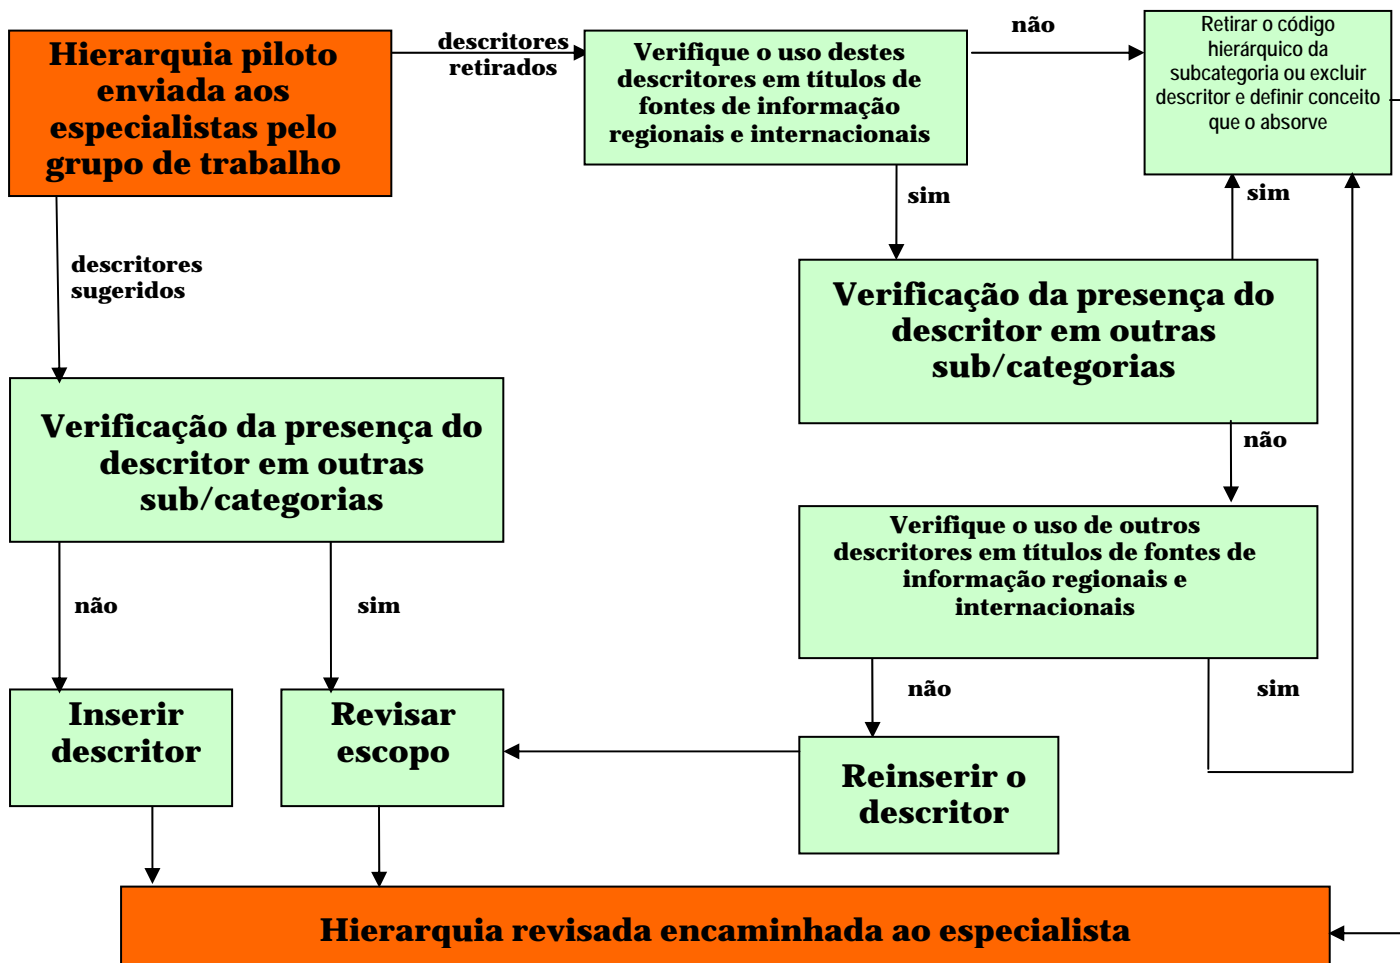 Hierarquia piloto
enviada aos
especialistas pelo
grupo de trabalho
descritores
retirados
Verifique o uso destes
descritores em títulos de
fontes de informação
regionais e internacionais
não
Retirar o código
hierárquico da
subcategoria ou excluir
descritor e definir conceito
que o absorve
sim
sim
descritores
sugeridos
Verificação da presença do
descritor em outras
sub/categorias
Verificação da presença do
descritor em outras
sub/categorias
não
Verifique o uso de outros
descritores em títulos de fontes de
informação regionais e
internacionais
não
sim
não
sim
Inserir
descritor
Revisar
escopo
Reinserir o
descritor
Hierarquia revisada encaminhada ao especialista